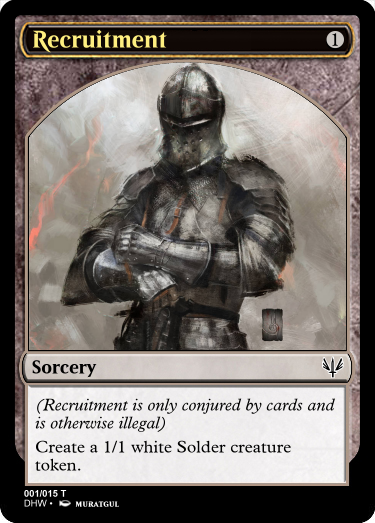 Recruitment 1
Sorcery
(Recruitment is only conjured by cards and
is otherwise illegal)
Create a 1/1 white Solder creature
token.
001/015 T
DHW • MURATGUL